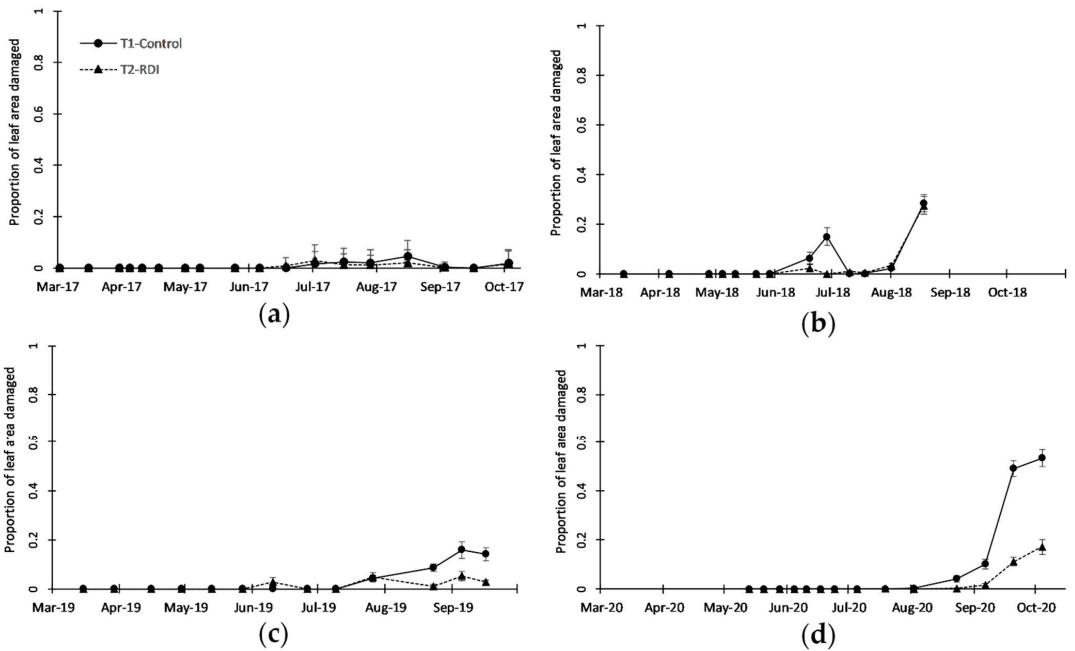 Proportion of leaf area damaged
1
0.8
0.6
0.4
0.2
0
T1-Control
T2-RDI
Mar-17 Apr-17 May-17 Jun-17 Jul-17 Aug-17 Sep-17 Oct-17
(a)
Proportion of leaf area damaged
1
0.8
0.6
0.4
0.2
0
Mar-18 Apr-18 May-18 Jun-18 Jul-18 Aug-18 Sep-18 Oct-18
(b)
Proportion of leaf area damaged
1
0.8
0.6
0.4
0.2
0
Mar-19 Apr-19 May-19 Jun-19 Jul-19 Aug-19 Sep-19
(c)
Proportion of leaf area damaged
1
0.8
0.6
0.4
0.2
0
Mar-20 Apr-20 May-20 Jun-20 Jul-20 Aug-20 Sep-20 Oct-20
(d)